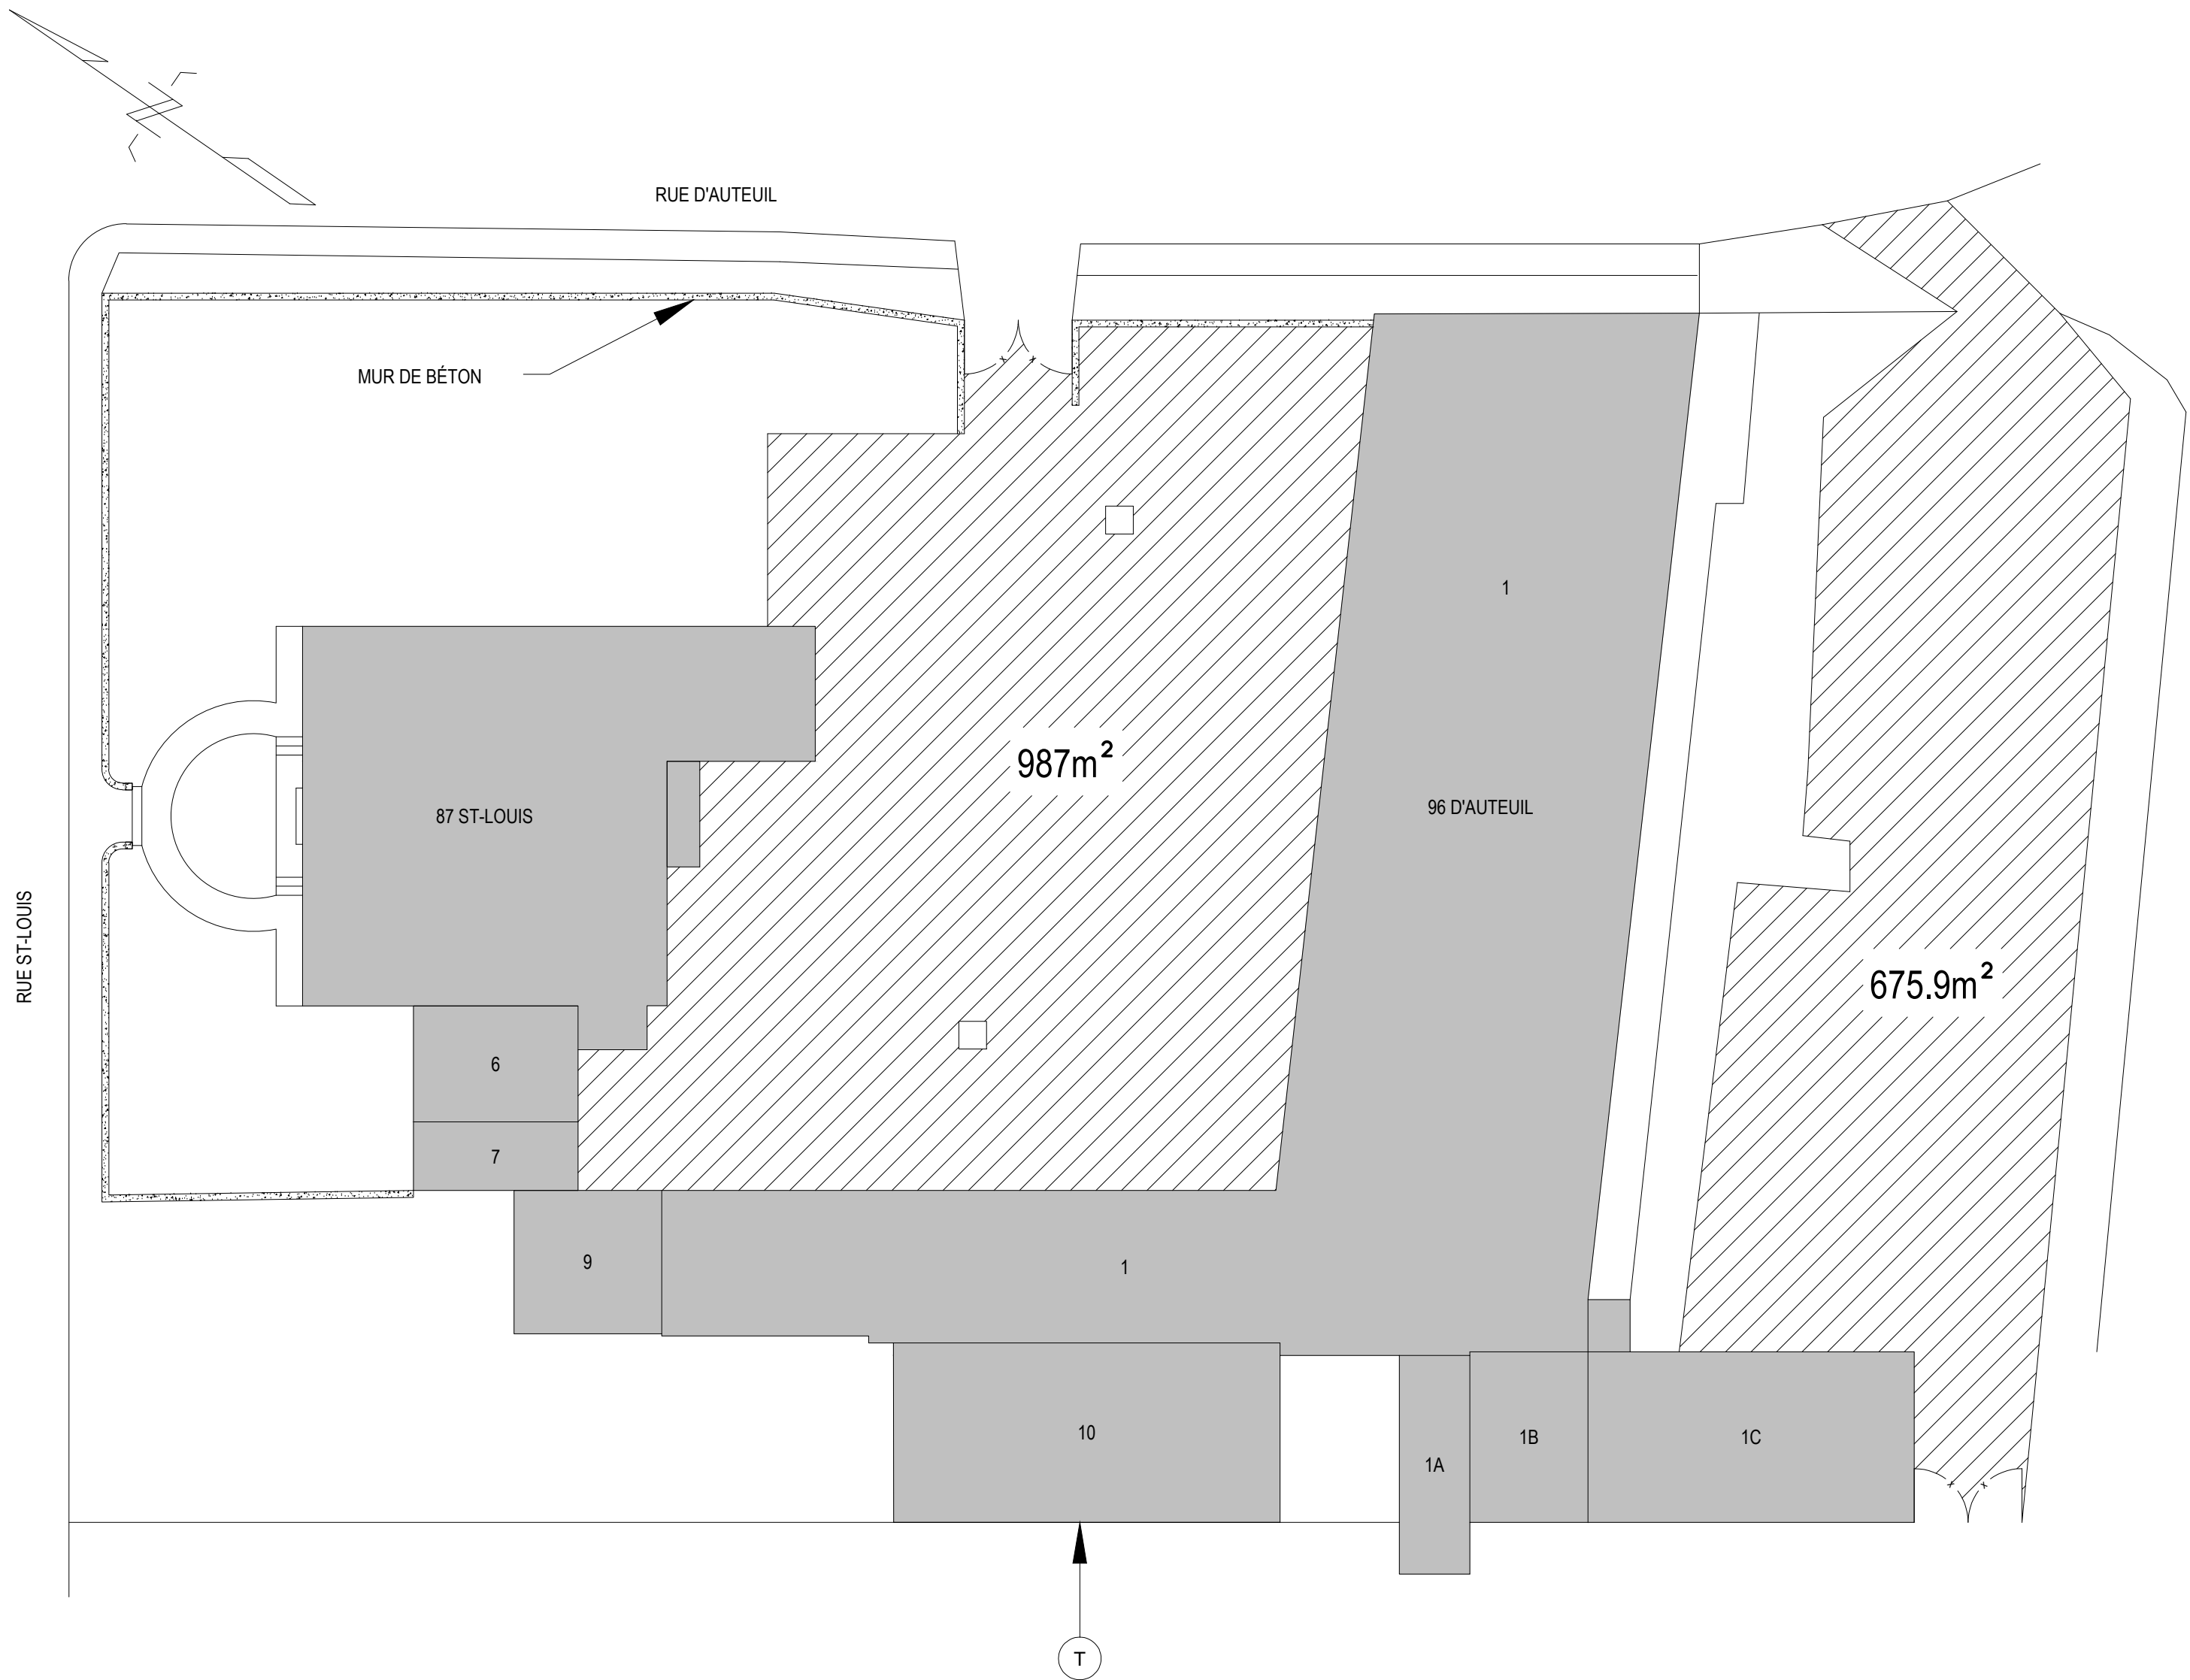 N
RUE D'AUTEUIL
MUR DE BÉTON
1
987m²
96 D'AUTEUIL
87 ST-LOUIS
RUE ST-LOUIS
675.9m²
6
7
9
1
10
1A
1B
1C
T